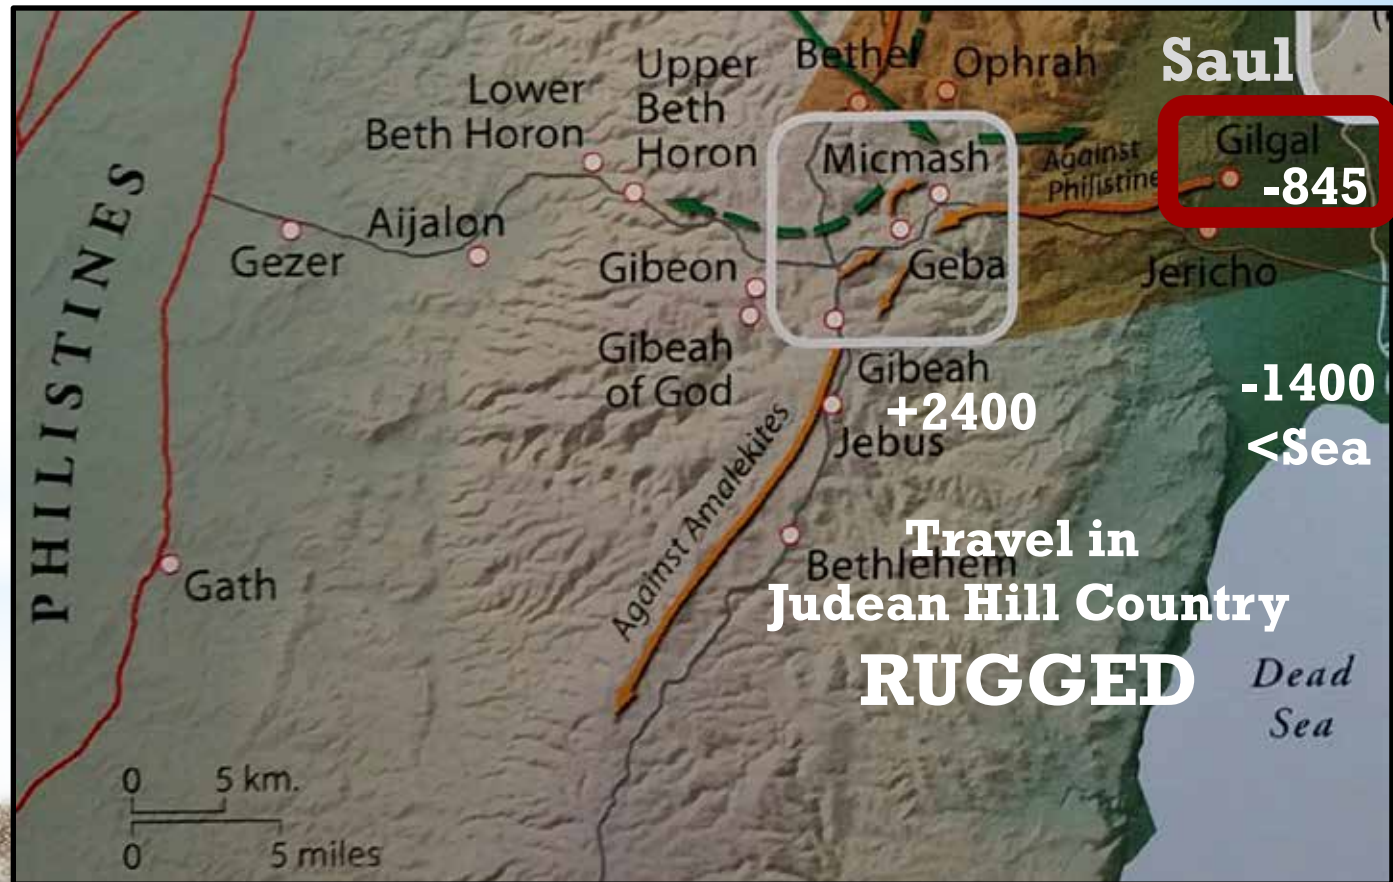 Saul
Bethel
Ophrah
Upper
Beth
Horon
Lower
Beth Horon
Micmash
Against
Philistine
Gilgal
-845
Aijalon
Gezer
Gibeon
Geba
Jericho
PHILISTINES
Gibeah
of God
Gibeah
+2400
Jebus
-1400
<Sea
Against Amalekites
Travel in
Bethlehem
Judean Hill Country
RUGGED
Gath
Dead
Sea
0 5 km.
0 5 miles